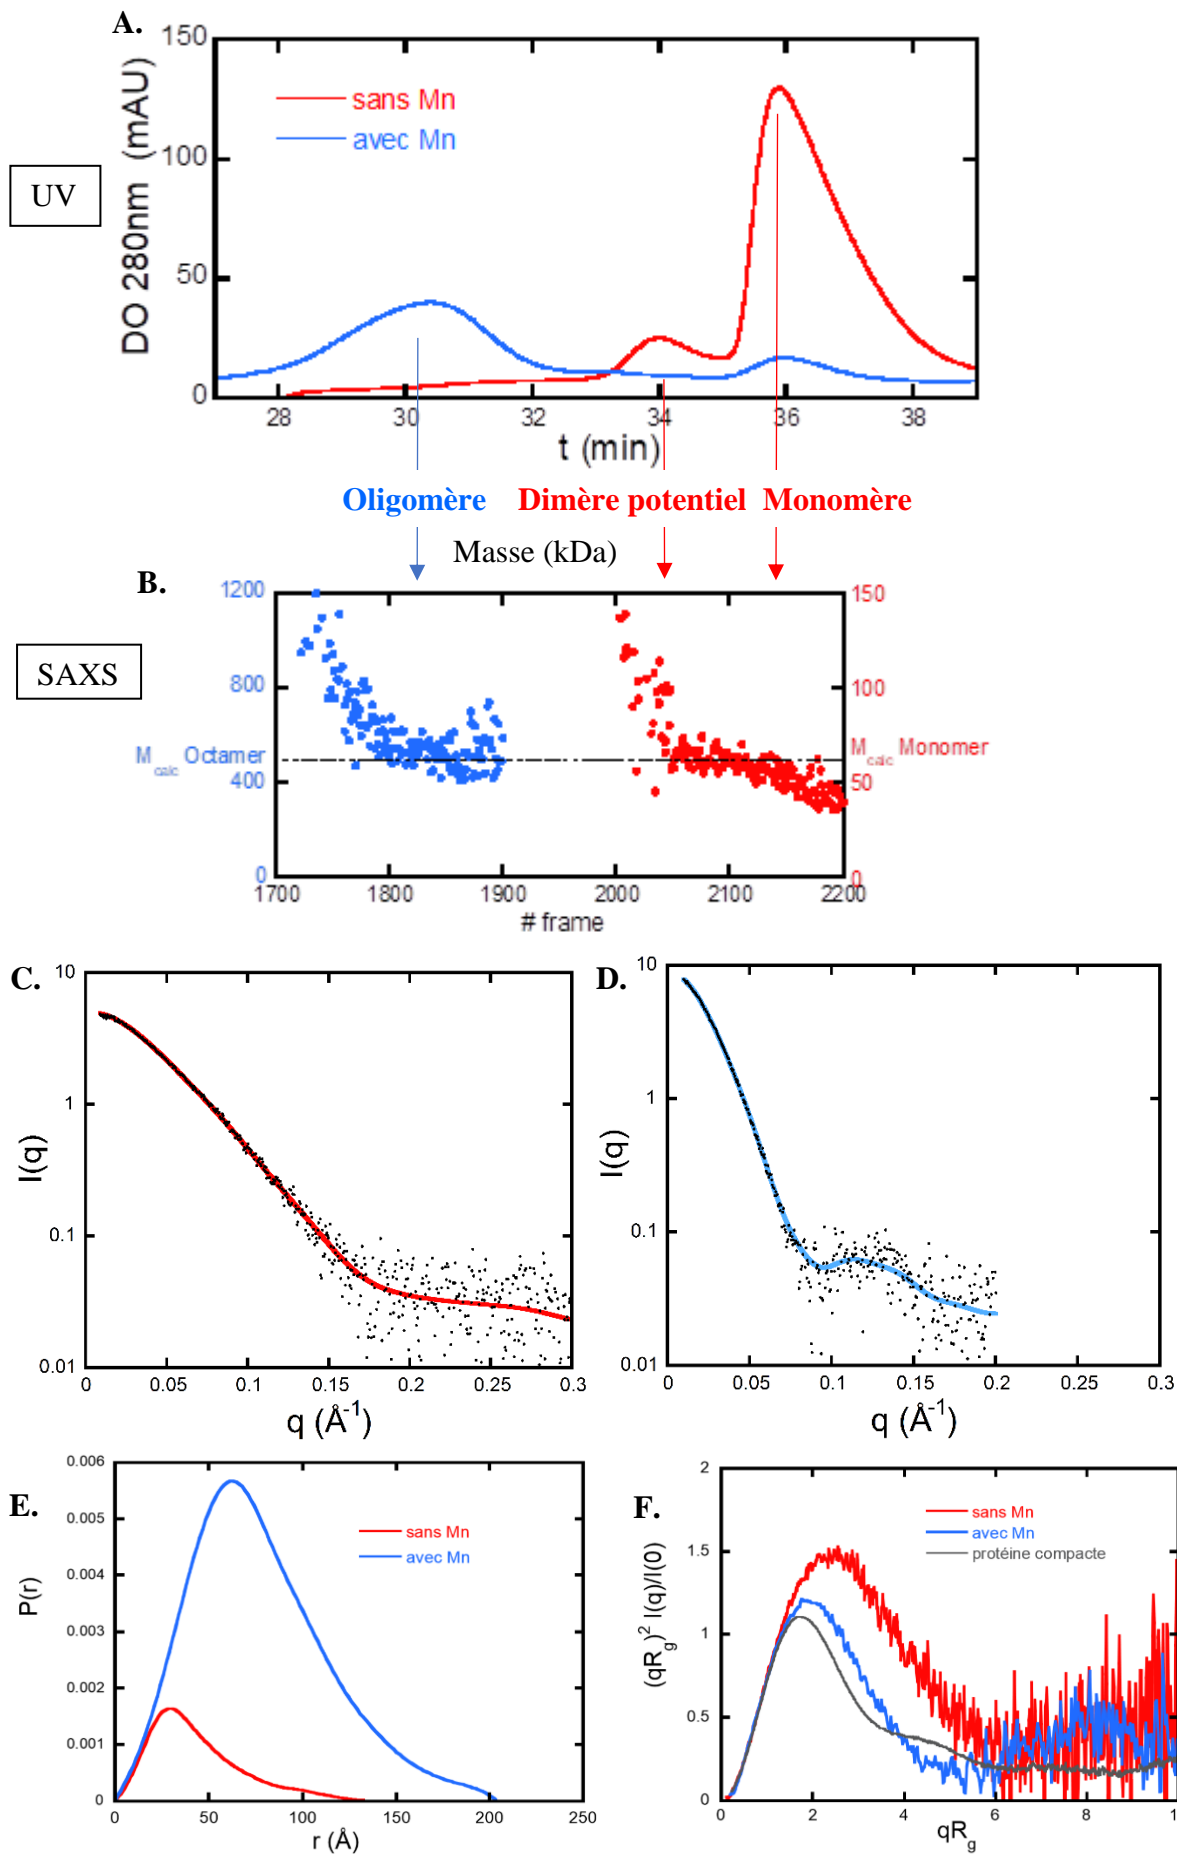 A.
UV
DO 280nm (mAU)
150
100
50
0
sans Mn
avec Mn
28 30 32 34 36 38
t (min)
Oligomère Dimère potentiel Monomère
Masse (kDa)
B.
SAXS
1200
800
M calc Octamer
400
0
150
100
M calc Monomer
50
0
1700 1800 1900 2000 2100 2200
# frame
C.
I(q)
10
1
0.1
0.01
0 0.05 0.1 0.15 0.2 0.25 0.3
q (Å-1)
D.
I(q)
10
1
0.1
0.01
0 0.05 0.1 0.15 0.2 0.25 0.3
q (Å-1)
E.
P(r)
0.006
0.005
0.004
0.003
0.002
0.001
0
sans Mn
avec Mn
0 50 100 150 200 250
r (Å)
F.
(qRg)2 I(q)/I(0)
2
1.5
1
0.5
0
sans Mn
avec Mn
protéine compacte
0 2 4 6 8
qRg